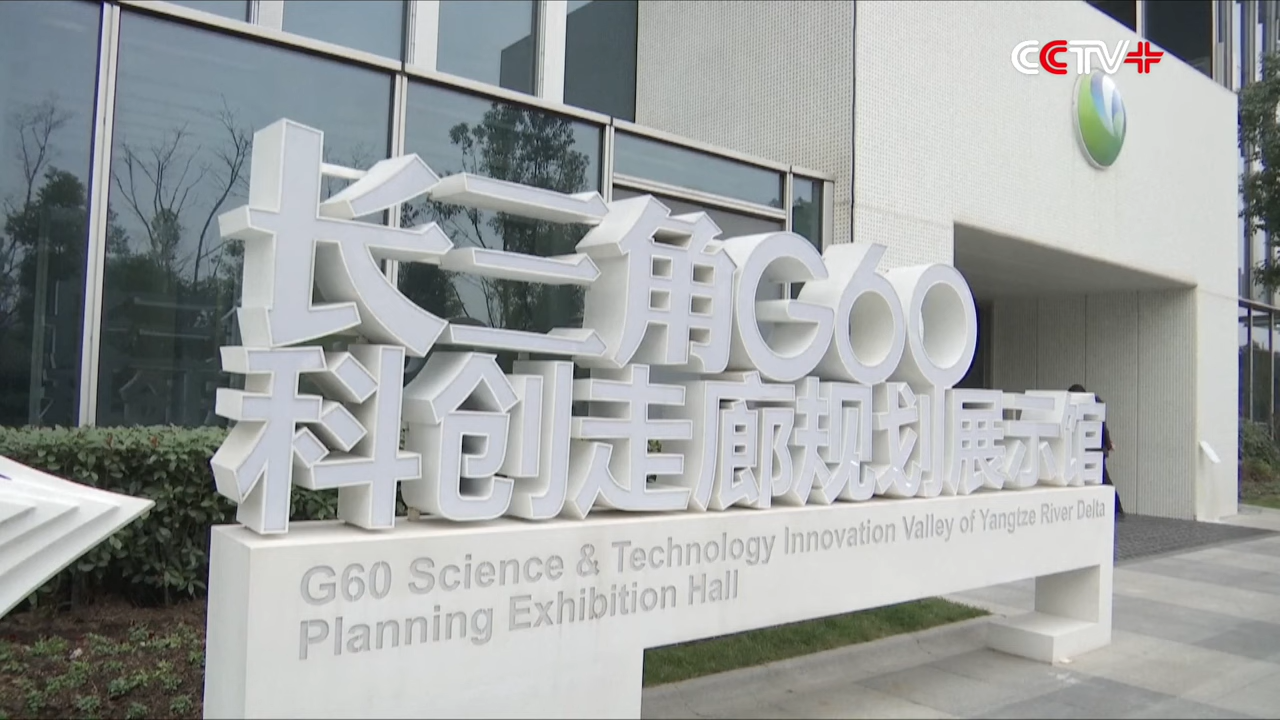 CCTV+
长三角G60
科创走廊规划展示馆
G60 Science & Technology Innovation Valley of Yangtze River Delta
Planning Exhibition Hall